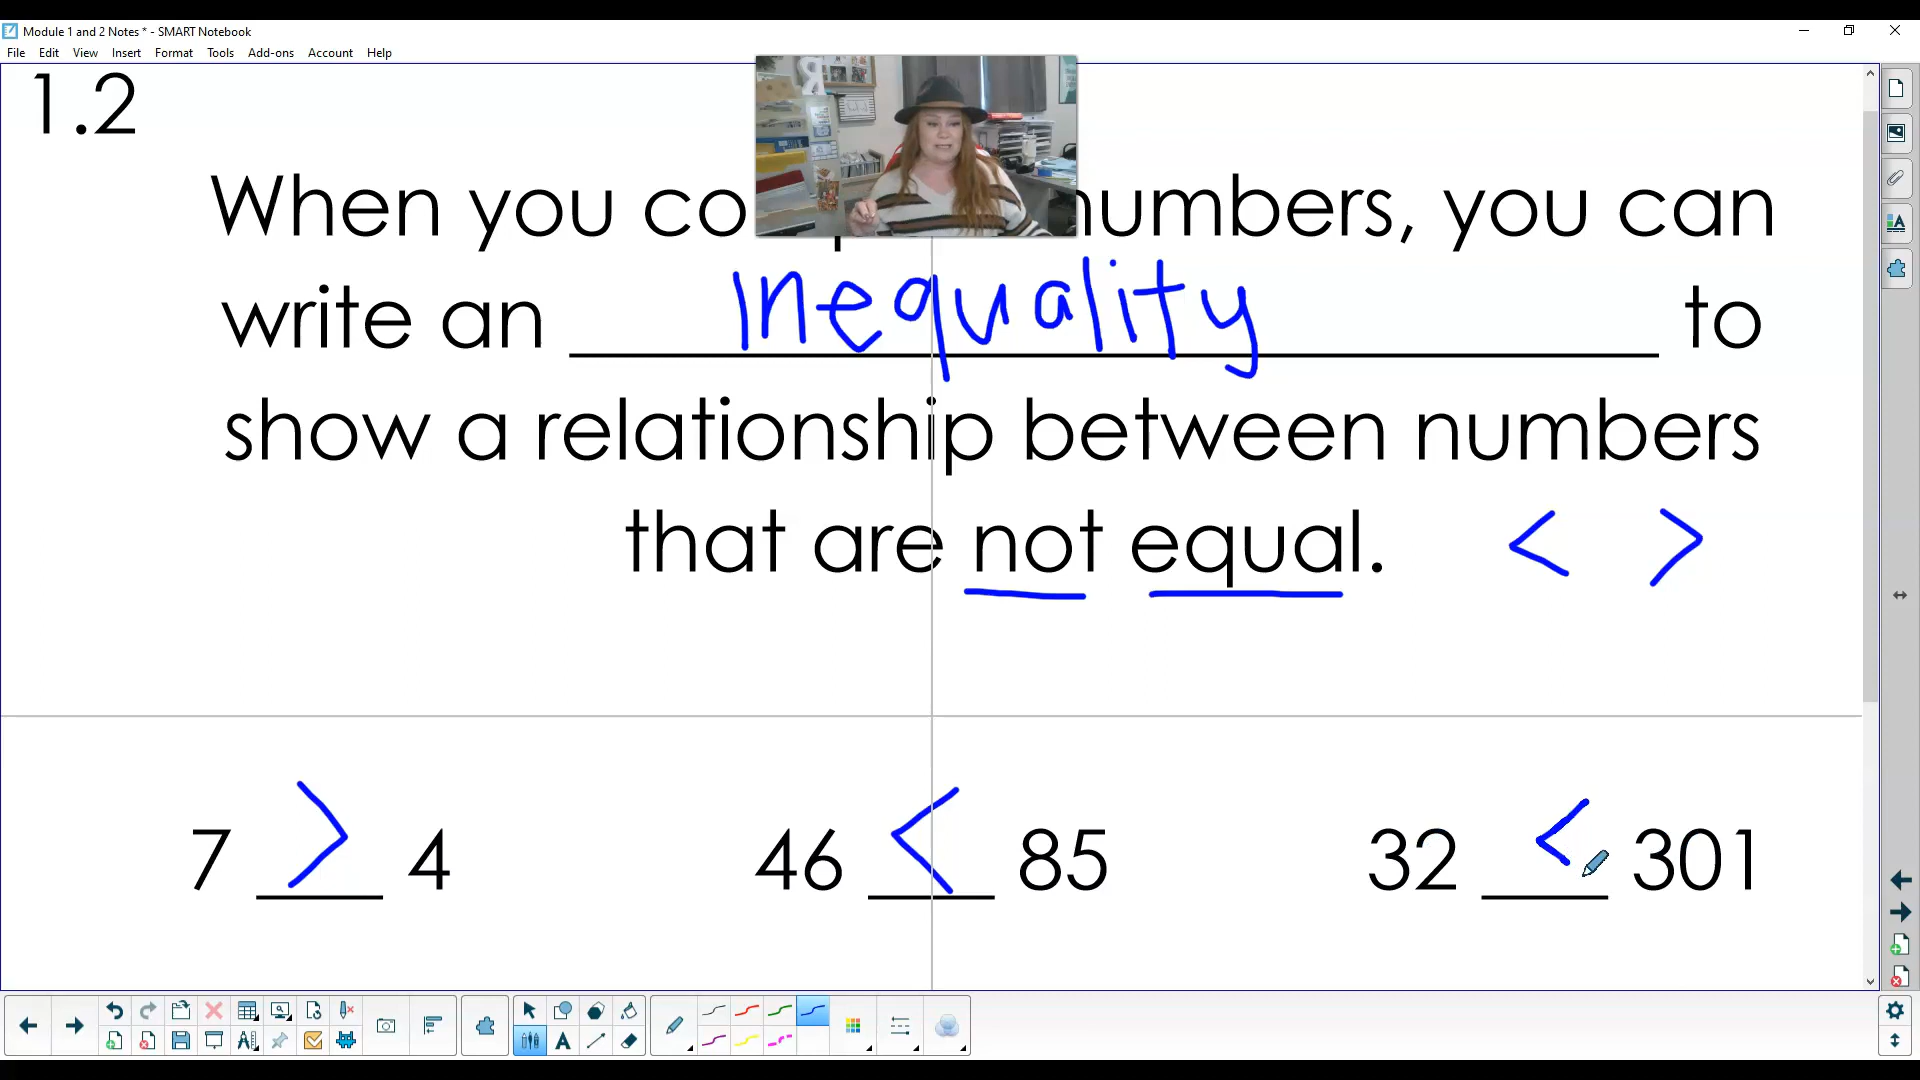 Module 1 and 2 Notes * - SMART Notebook
File Edit View Insert Format Tools Add-ons Account Help
1.2
When you co numbers, you can
write an Inequality to
show a relationship between numbers
that are not equal. < >
7 > 4 46 < 85 32 < 301